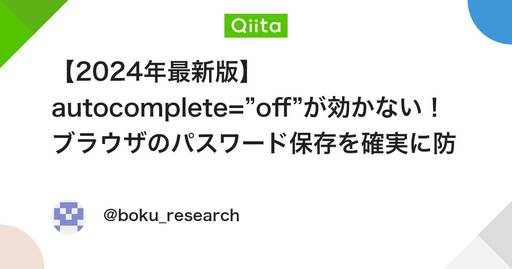 Qiita
【2024年最新版】
autocomplete=”off”が効かない！
ブラウザのパスワード保存を確実に防
@boku_research